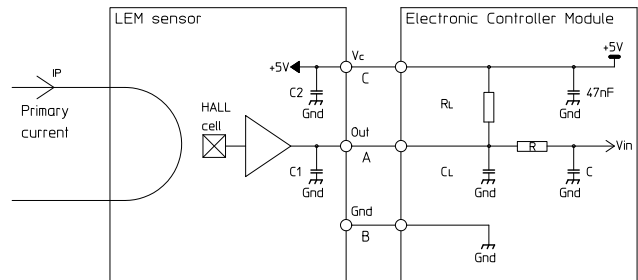 LEM sensor
Electronic Controller Module
+5V
Vc
+5V
C
IP
C2
47nF
Gnd
Gnd
RL
Primary
current
HALL
cell
Out
A
R
Vin
C1
CL
C
Gnd
Gnd
Gnd
Gnd
B
Gnd